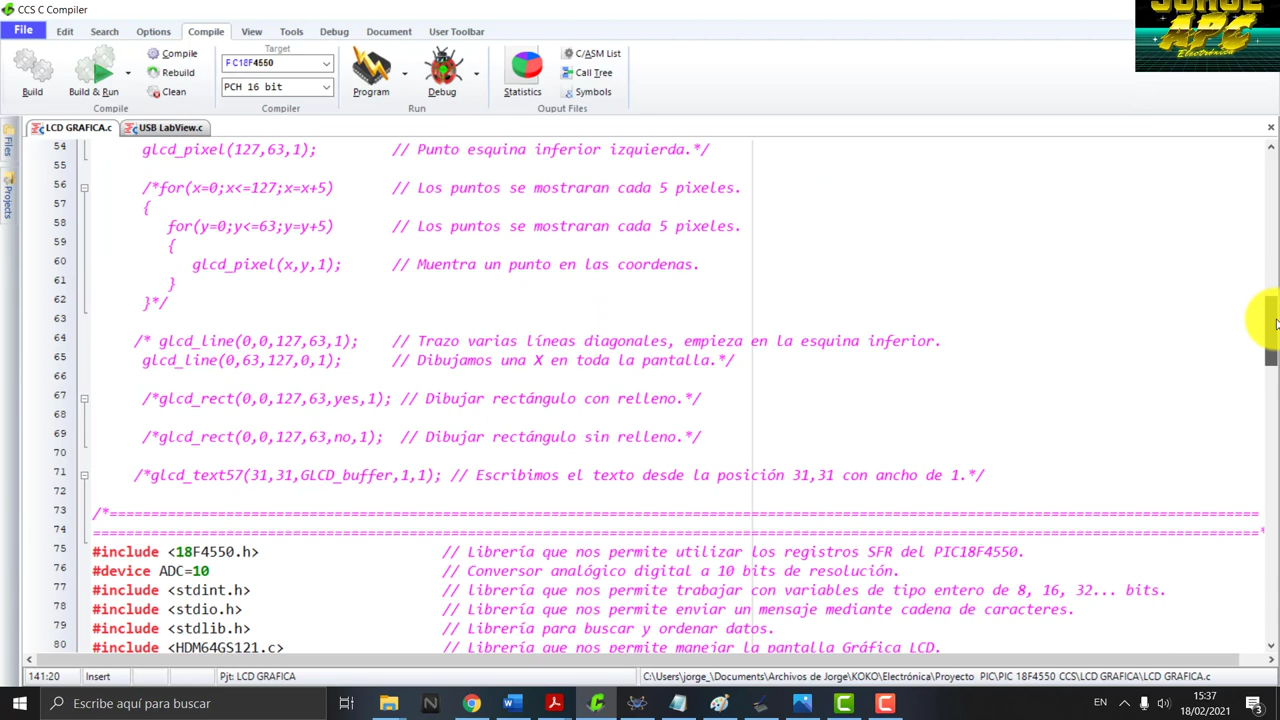 CCS C Compiler
JORGE
APC
Electrónica
File Edit Search Options Compile View Tools Debug Document User Toolbar
Target
Compile PIC18F4550 C/ASM List
Rebuild Call Tree
PCH 16 bit
Build Build & Run Clean Program Debug Statistics Symbols
Compile Compiler Run Ouput Files
LCD GRAFICA.c USB LabView.c
Files
Projects
54 glcd_pixel(127,63,1); // Punto esquina inferior izquierda.*/
55
56 /*for(x=0;x<=127;x=x+5) // Los puntos se mostraran cada 5 pixeles.
57 {
58 for(y=0;y<=63;y=y+5) // Los puntos se mostraran cada 5 pixeles.
59 {
60 glcd_pixel(x,y,1); // Muentra un punto en las coordenas.
61 }
62 }*/
63
64 /* glcd_line(0,0,127,63,1); // Trazo varias líneas diagonales, empieza en la esquina inferior.
65 glcd_line(0,63,127,0,1); // Dibujamos una X en toda la pantalla.*/
66
67 /*glcd_rect(0,0,127,63,yes,1); // Dibujar rectángulo con relleno.*/
68
69 /*glcd_rect(0,0,127,63,no,1); // Dibujar rectángulo sin relleno.*/
70
71 /*glcd_text57(31,31,GLCD_buffer,1,1); // Escribimos el texto desde la posición 31,31 con ancho de 1.*/
72
73 /*==========================================================================================
74 ============================================================================================*
75 #include <18F4550.h> // Librería que nos permite utilizar los registros SFR del PIC18F4550.
76 #device ADC=10 // Conversor analógico digital a 10 bits de resolución.
77 #include <stdint.h> // librería que nos permite trabajar con variables de tipo entero de 8, 16, 32... bits.
78 #include <stdio.h> // librería que nos permite enviar un mensaje mediante cadena de caracteres.
79 #include <stdlib.h> // Librería para buscar y ordenar datos.
80 #include <HDM64GS121.c> // Librería que nos permite manejar la pantalla Gráfica LCD.
141:20 Insert Pjt: LCD GRAFICA C:\Users\jorge_\Documents\Archivos de Jorge\KOKO\Electrónica\Proyecto PIC\PIC 18F4550 CCS\LCD GRAFICA\LCD GRAFICA.c
Escribe aquí para buscar EN 15:37
18/02/2021 3